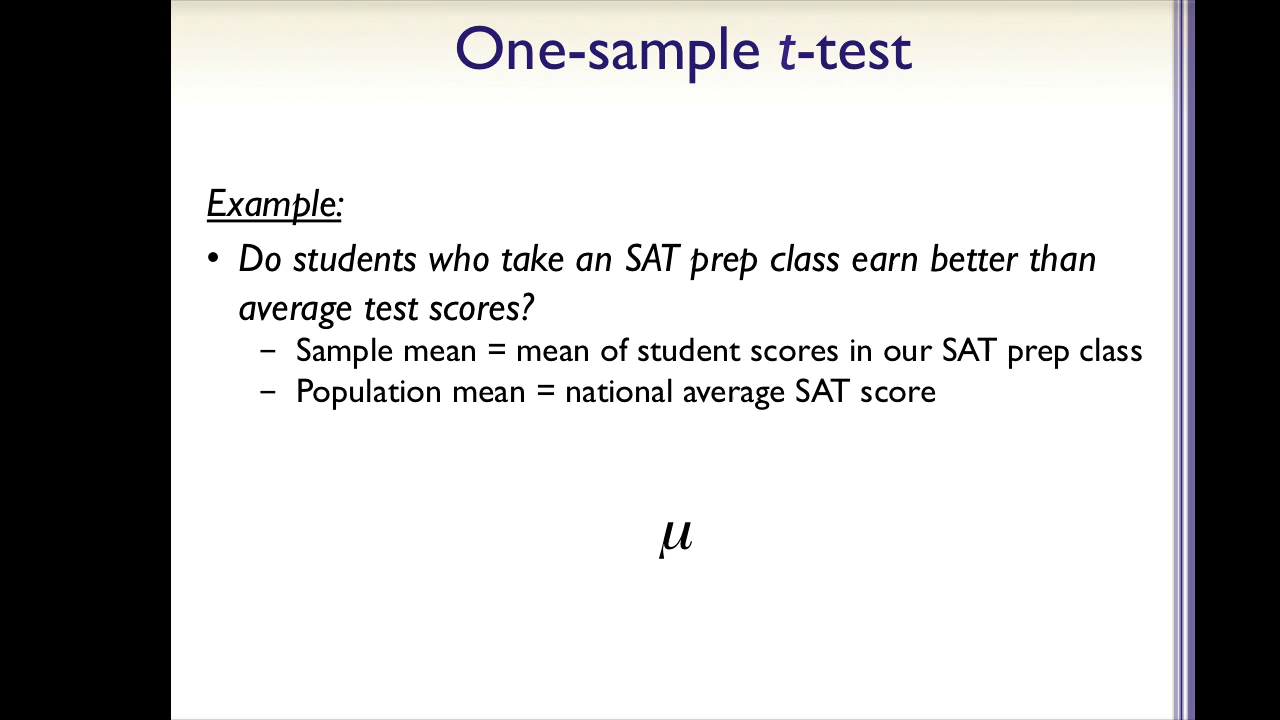 One-sample t-test
Example:
• Do students who take an SAT prep class earn better than
average test scores?
– Sample mean = mean of student scores in our SAT prep class
– Population mean = national average SAT score
μ